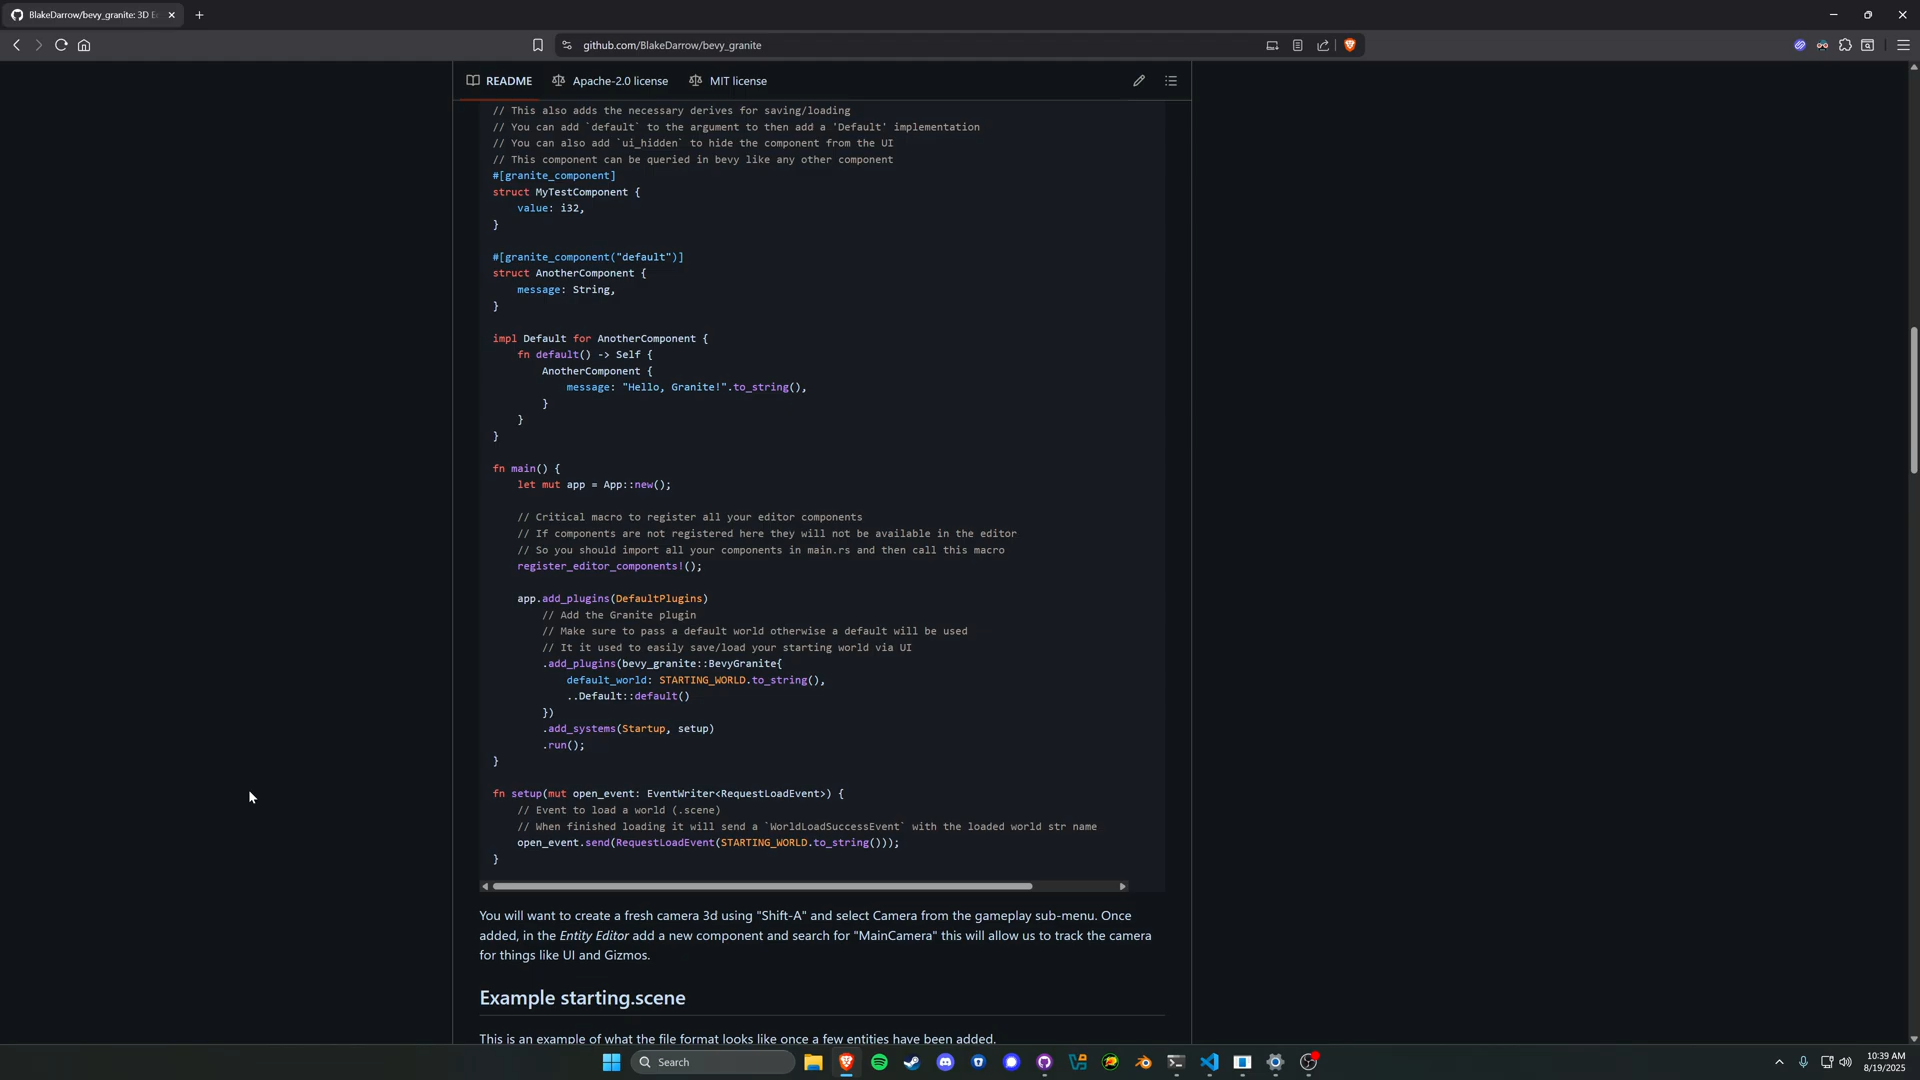 BlakeDarrow/bevy_granite: 3D E
github.com/BlakeDarrow/bevy_granite
README
Apache-2.0 license
MIT license
// This also adds the necessary derives for saving/loading
// You can add `default` to the argument to then add a 'Default' implementation
// You can also add `ui_hidden` to hide the component from the UI
// This component can be queried in bevy like any other component
#[granite_component]
struct MyTestComponent {
    value: i32,
}

#[granite_component("default")]
struct AnotherComponent {
    message: String,
}

impl Default for AnotherComponent {
    fn default() -> Self {
        AnotherComponent {
            message: "Hello, Granite!".to_string(),
        }
    }
}

fn main() {
    let mut app = App::new();

    // Critical macro to register all your editor components
    // If components are not registered here they will not be available in the editor
    // So you should import all your components in main.rs and then call this macro
    register_editor_components!();

    app.add_plugins(DefaultPlugins)
        // Add the Granite plugin
        // Make sure to pass a default world otherwise a default will be used
        // It it used to easily save/load your starting world via UI
        .add_plugins(bevy_granite::BevyGranite{
            default_world: STARTING_WORLD.to_string(),
            ..Default::default()
        })
        .add_systems(Startup, setup)
        .run();
}

fn setup(mut open_event: EventWriter<RequestLoadEvent>) {
    // Event to load a world (.scene)
    // When finished loading it will send a `WorldLoadSuccessEvent` with the loaded world str name
    open_event.send(RequestLoadEvent(STARTING_WORLD.to_string()));
}
You will want to create a fresh camera 3d using "Shift-A" and select Camera from the gameplay sub-menu. Once
added, in the Entity Editor add a new component and search for "MainCamera" this will allow us to track the camera
for things like UI and Gizmos.
Example starting.scene
This is an example of what the file format looks like once a few entities have been added.
Search
10:39 AM
8/19/2025